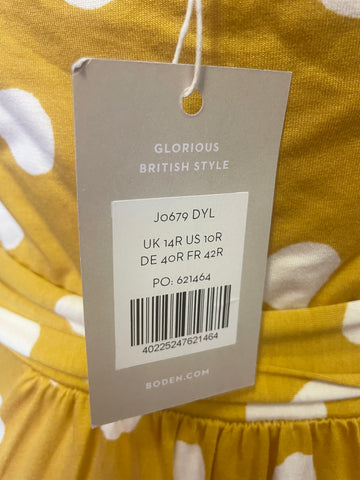 GLORIOUS
BRITISH STYLE
J0679 DYL
UK 14R US 10R
DE 40R FR 42R
PO: 621464
40225247621464
BODEN.COM